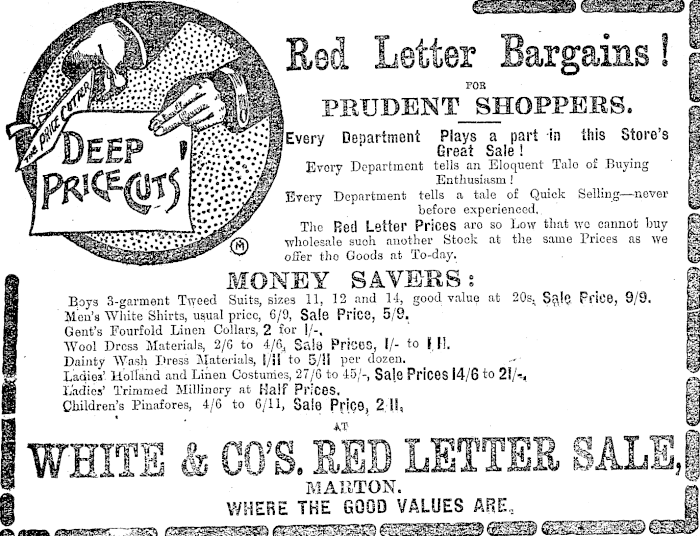 THE PRICE CUTTER
DEEP
PRICE CUTS!
M
Red Letter Bargains!
FOR
PRUDENT SHOPPERS.
Every Department Plays a part in this Store's
Great Sale!
Every Department tells an Eloquent Tale of Buying
Enthusiasm!
Every Department tells a tale of Quick Selling—never
before experienced.
The Red Letter Prices are so Low that we cannot buy
wholesale such another Stock at the same Prices as we
offer the Goods at To-day.
MONEY SAVERS:
Boys 3-garment Tweed Suits, sizes 11, 12 and 14, good value at 20s, Sale Price, 9/9.
Men's White Shirts, usual price, 6/9, Sale Price, 5/9.
Gent's Fourfold Linen Collars, 2 for 1/-.
Wool Dress Materials, 2/6 to 4/6, Sale Prices, 1/- to 1/11.
Dainty Wash Dress Materials, 1/11 to 5/11 per dozen.
Ladies' Holland and Linen Costumes, 27/6 to 45/-, Sale Prices 14/6 to 21/-.
Ladies' Trimmed Millinery at Half Prices.
Children's Pinafores, 4/6 to 6/11, Sale Price, 2/11.
AT
WHITE & CO'S. RED LETTER SALE,
MARTON.
WHERE THE GOOD VALUES ARE.